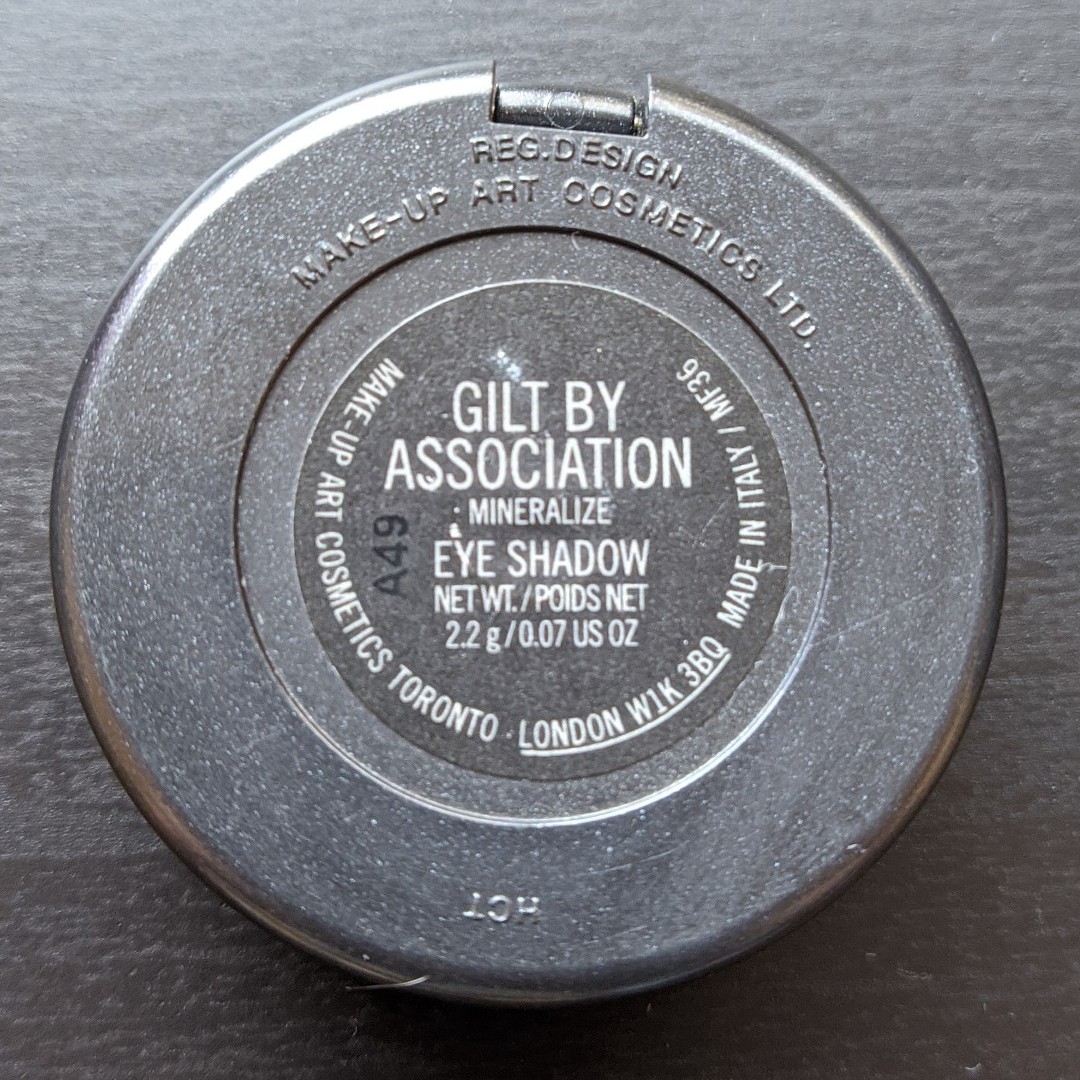 REG.DESIGN
MAKE-UP ART COSMETICS LTD.
GILT BY
ASSOCIATION
MINERALIZE
EYE SHADOW
NET WT./POIDS NET
2.2 g/0.07 US OZ
A49
MAKE-UP ART COSMETICS TORONTO · LONDON W1K 3BQ MADE IN ITALY / MF36
HCT